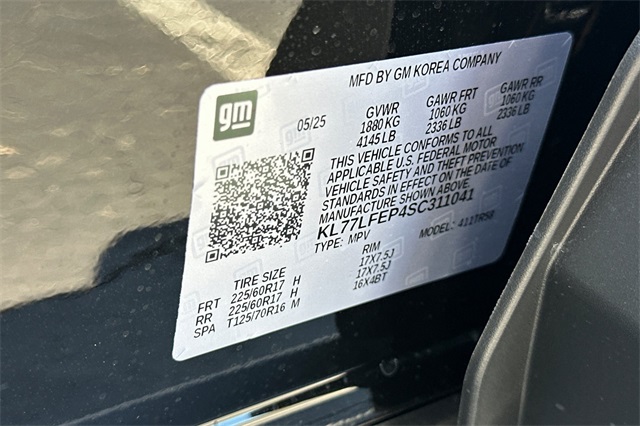 MFD BY GM KOREA COMPANY
gm
05/25 GVWR GAWR FRT GAWR RR
1880 KG 1060 KG 1060 KG
4145 LB 2336 LB 2336 LB
THIS VEHICLE CONFORMS TO ALL
APPLICABLE U.S. FEDERAL MOTOR
VEHICLE SAFETY AND THEFT PREVENTION
STANDARDS IN EFFECT ON THE DATE OF
MANUFACTURE SHOWN ABOVE.
KL77LFEP4SC311041
TYPE: MPV MODEL: 411TR58
TIRE SIZE RIM
FRT 225/60R17 H 17X7.5J
RR 225/60R17 H 17X7.5J
SPA T125/70R16 M 16X4BT